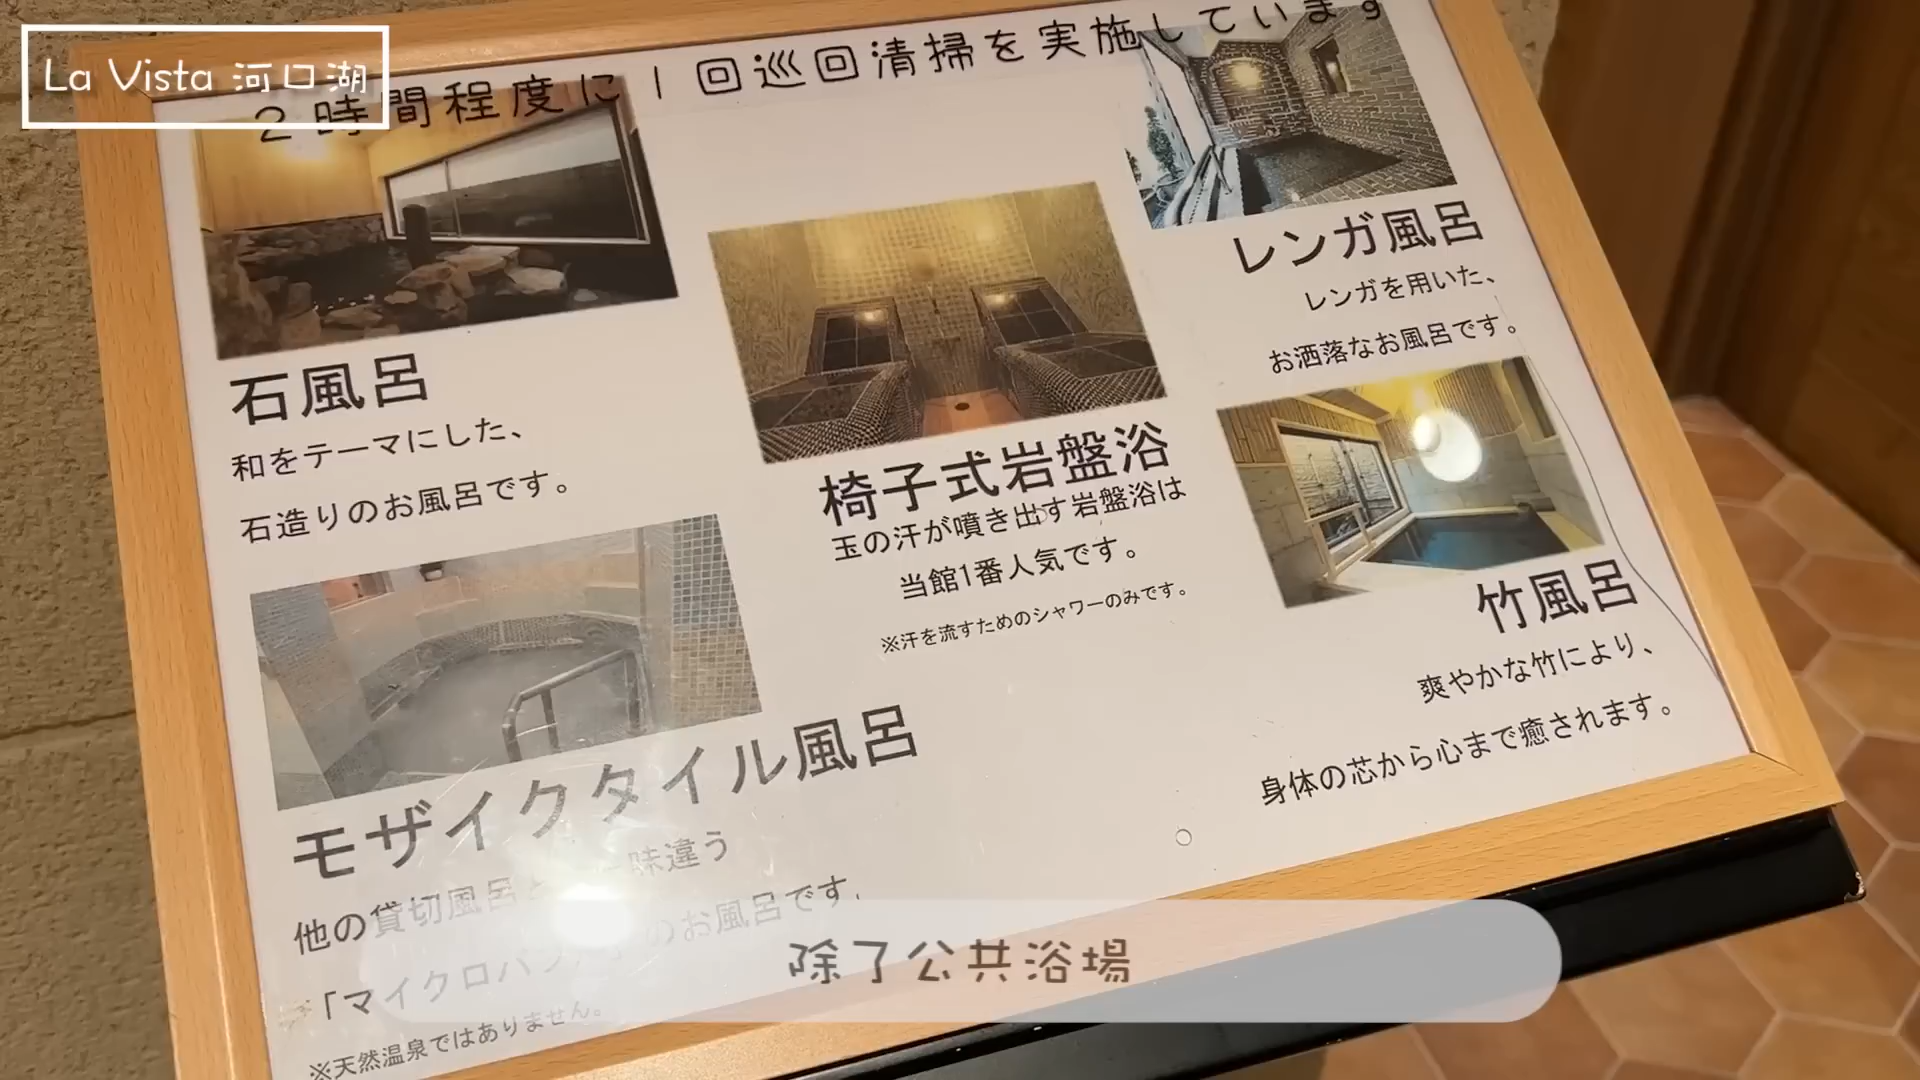 La Vista 河口湖
2時間程度に1回巡回清掃を実施しています
石風呂
和をテーマにした、
石造りのお風呂です。
椅子式岩盤浴
玉の汗が噴き出す岩盤浴は
当館1番人気です。
※汗を流すためのシャワーのみです。
レンガ風呂
レンガを用いた、
お洒落なお風呂です。
竹風呂
爽やかな竹により、
身体の芯から心まで癒されます。
モザイクタイル風呂
他の貸切風呂 味違う
「マイクロバブ のお風呂です
※天然温泉ではありません。
除了公共浴場